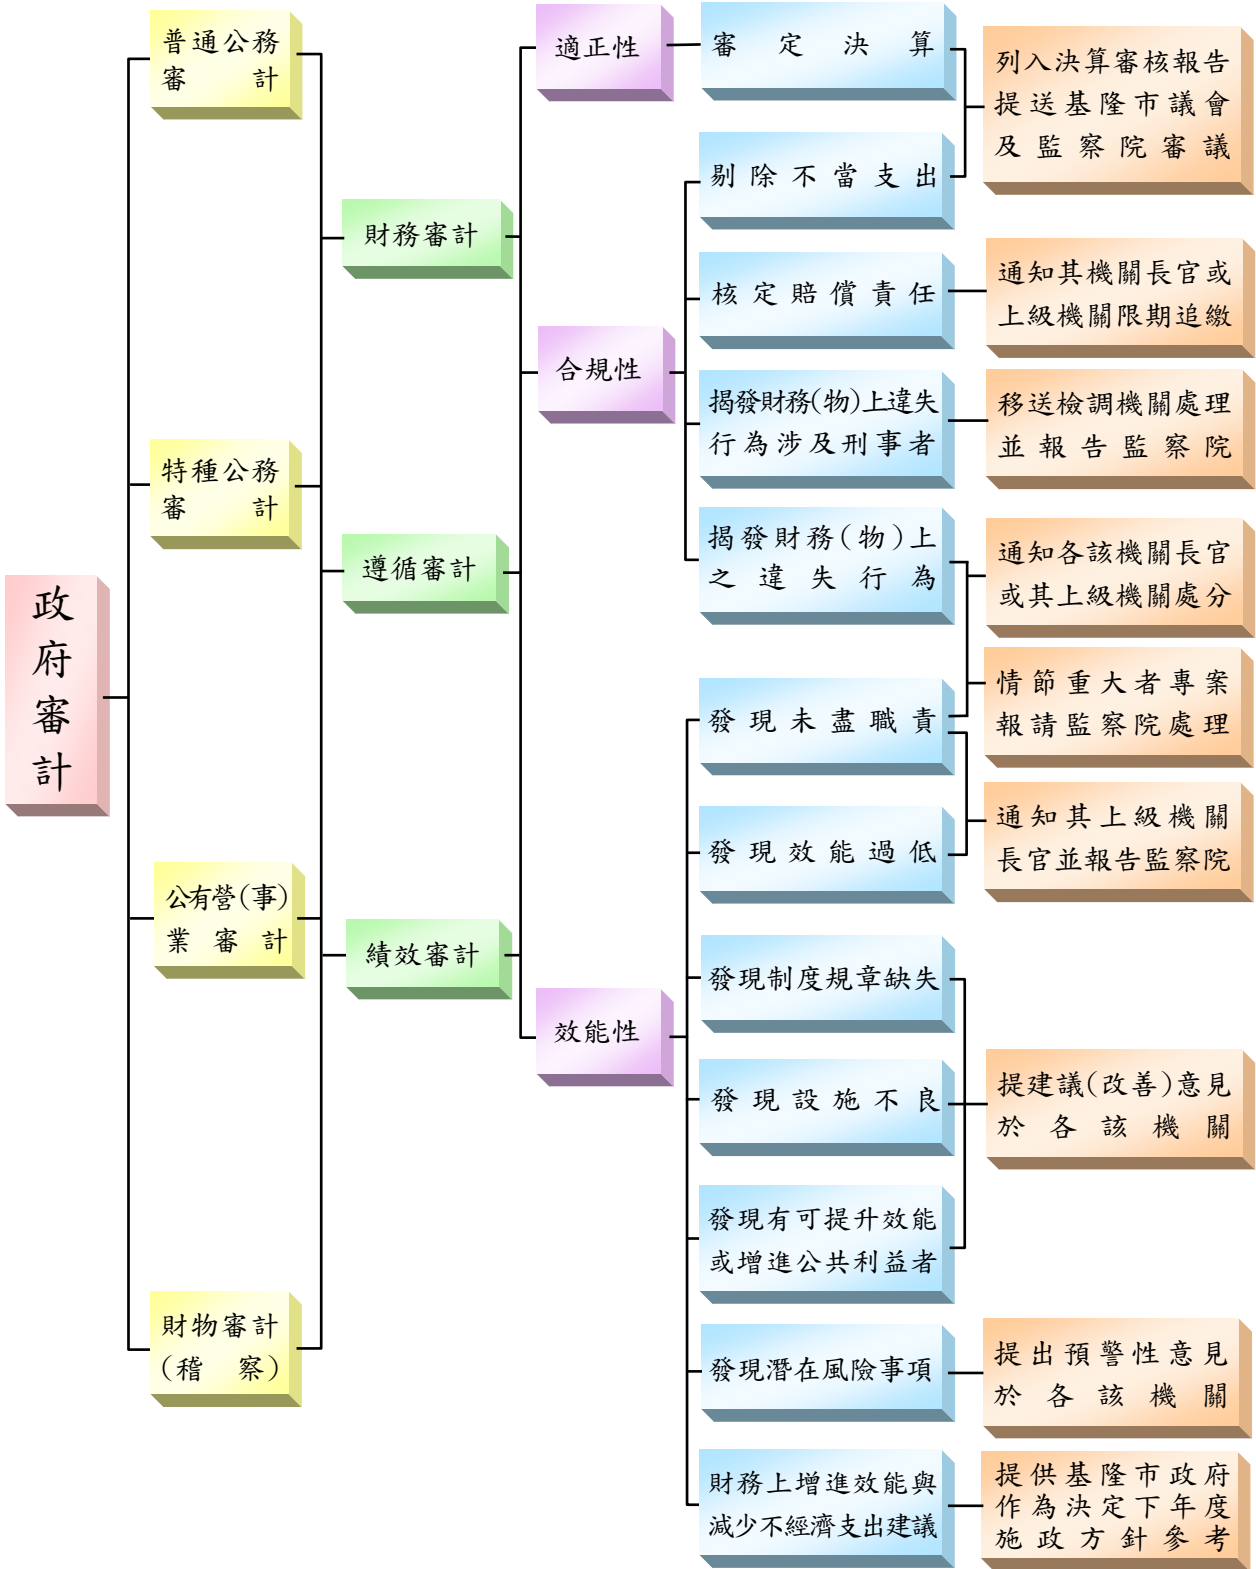 政府審計
普通公務
審計
特種公務
審計
公有營(事)
業審計
財物審計
(稽察)
財務審計
遵循審計
績效審計
適正性
合規性
效能性
審定決算
剔除不當支出
核定賠償責任
揭發財務(物)上違失
行為涉及刑事者
揭發財務(物)上
之違失行為
發現未盡職責
發現效能過低
發現制度規章缺失
發現設施不良
發現有可提升效能
或增進公共利益者
發現潛在風險事項
財務上增進效能與
減少不經濟支出建議
列入決算審核報告
提送基隆市議會
及監察院審議
通知其機關長官或
上級機關限期追繳
移送檢調機關處理
並報告監察院
通知各該機關長官
或其上級機關處分
情節重大者專案
報請監察院處理
通知其上級機關
長官並報告監察院
提建議(改善)意見
於各該機關
提出預警性意見
於各該機關
提供基隆市政府
作為決定下年度
施政方針參考